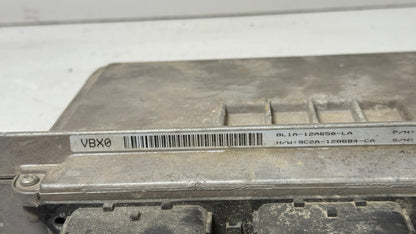 VBX0
8L1A-12A650-LA
P/N:
H/W:9C2A-12B684-CA
S/N: